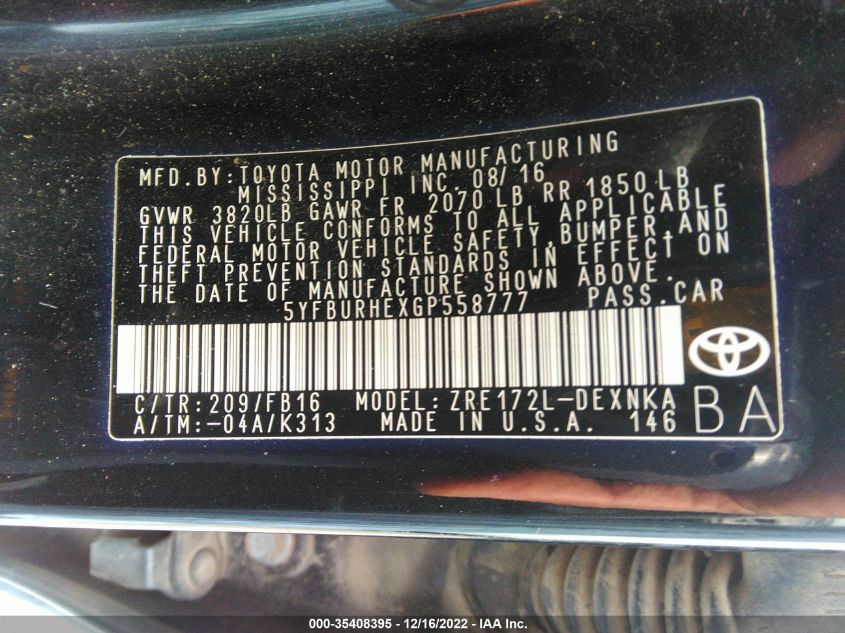 MFD.BY:TOYOTA MOTOR MANUFACTURING
MISSISSIPPI INC. 08/16
GVWR 3820LB GAWR FR 2070 LB RR 1850 LB
THIS VEHICLE CONFORMS TO ALL APPLICABLE
FEDERAL MOTOR VEHICLE SAFETY,BUMPER,AND
THEFT PREVENTION STANDARDS IN EFFECT ON
THE DATE OF MANUFACTURE SHOWN ABOVE.
5YFBURHEXGP558777 PASS.CAR
C/TR:209/FB16 MODEL:ZRE172L-DEXNKA
A/TM:-04A/K313 MADE IN U.S.A. 146
BA
000-35408395 - 12/16/2022 - IAA Inc.